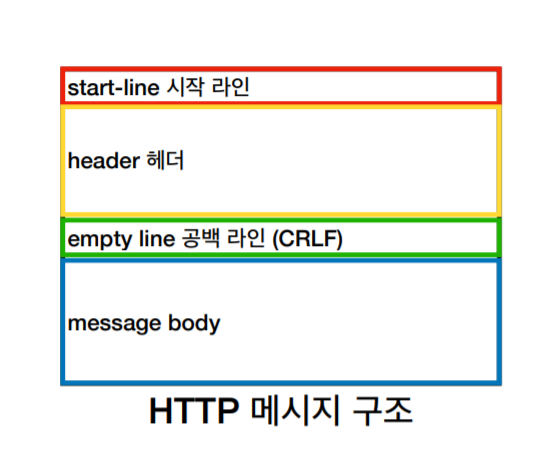 start-line 시작 라인
header 헤더
empty line 공백 라인 (CRLF)
message body
HTTP 메시지 구조